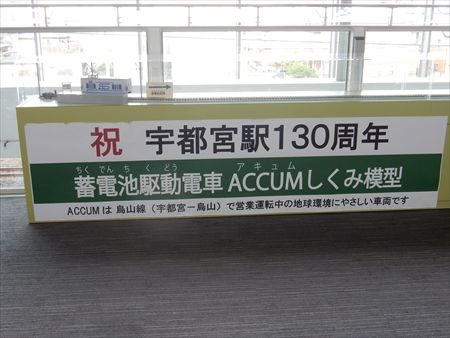 祝 宇都宮駅130周年
ちくでんちくどう アキュム
蓄電池駆動電車 ACCUMしくみ模型
ACCUMは烏山線（宇都宮ー烏山）で営業運転中の地球環境にやさしい車両です